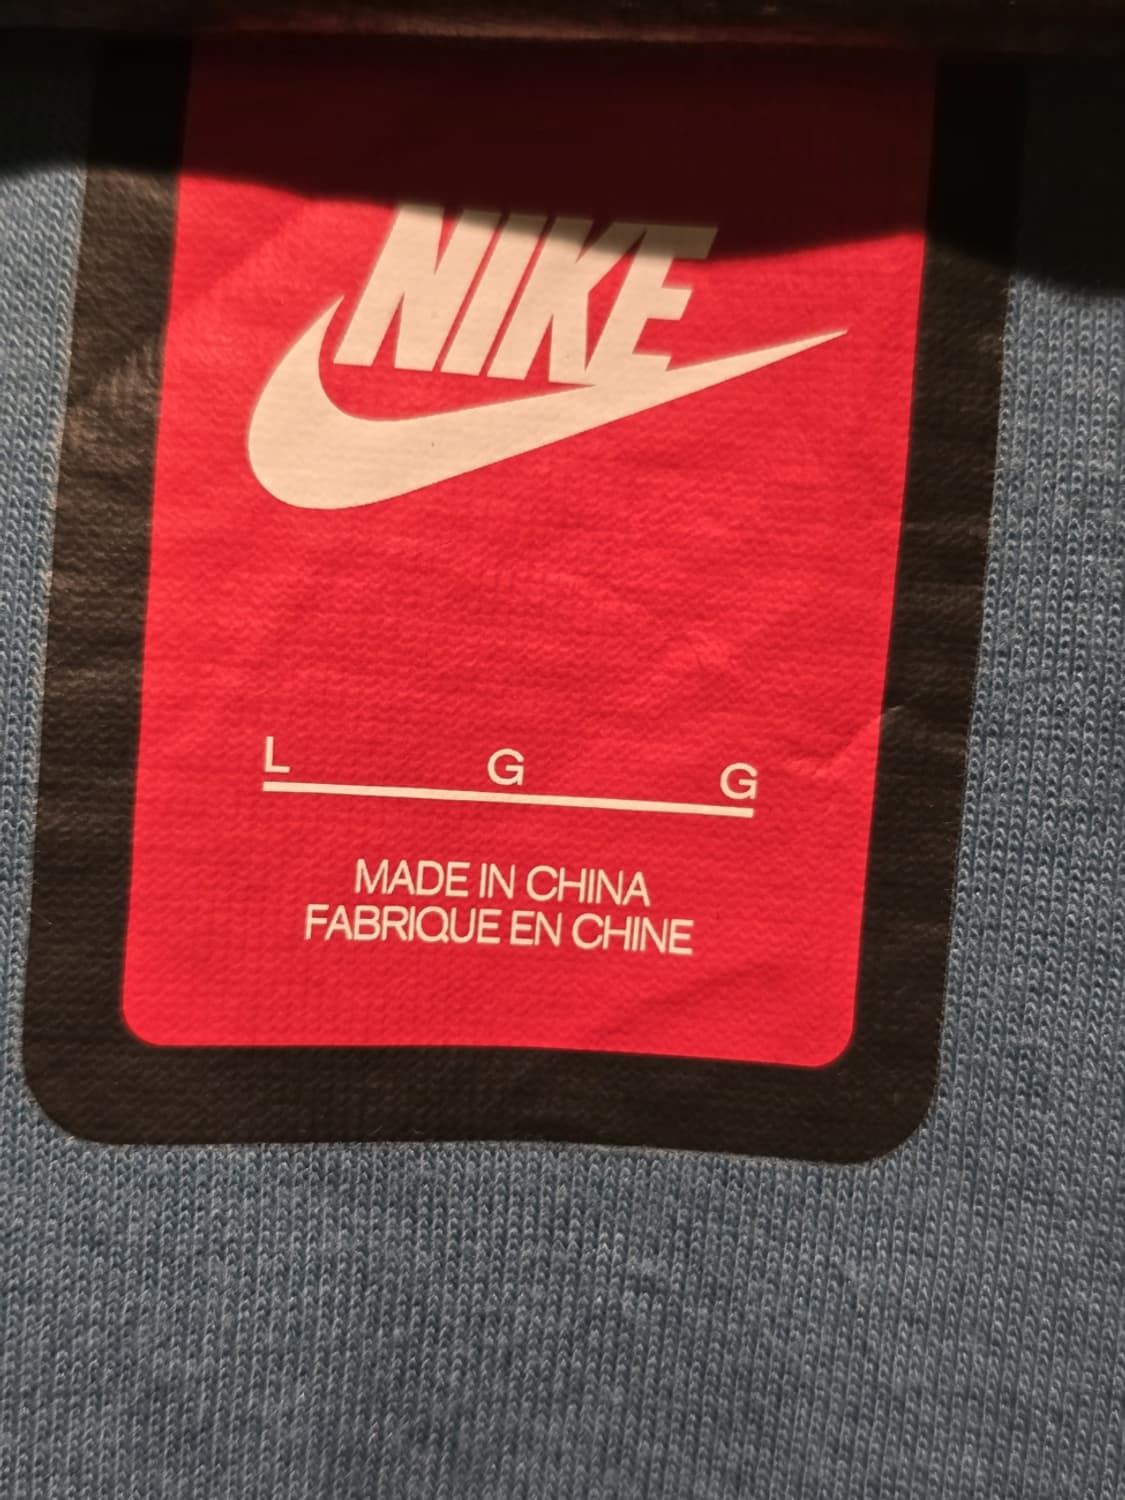 NIKE
L G G
MADE IN CHINA
FABRIQUE EN CHINE